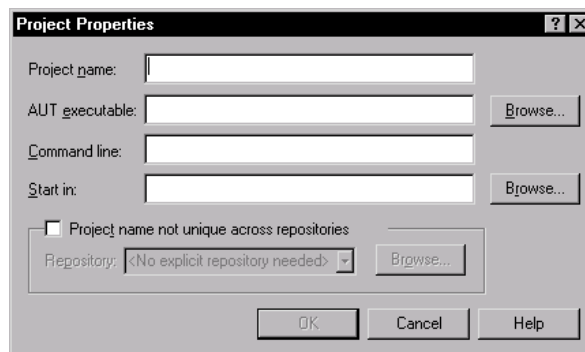 Project Properties
Project name:
AUT executable: Browse...
Command line:
Start in: Browse...
Project name not unique across repositories
Repository: <No explicit repository needed> Browse...
OK Cancel Help